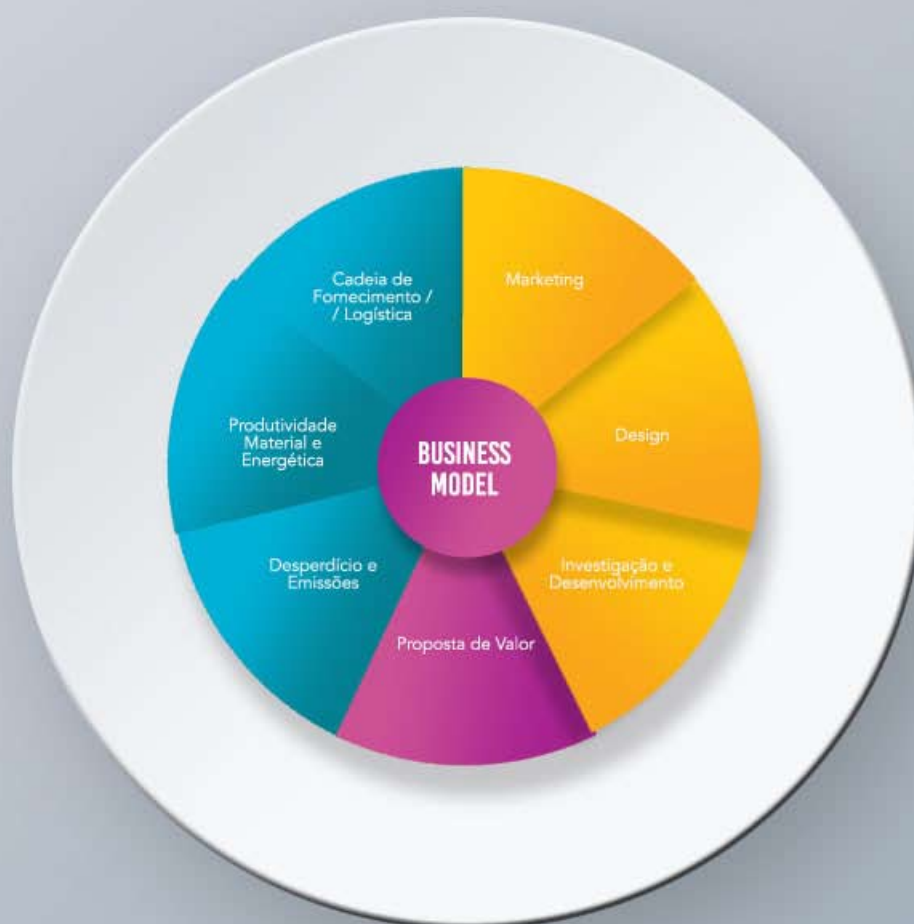 Cadeia de
Fornecimento /
/ Logística
Marketing
Produtividade
Material e
Energética
BUSINESS
MODEL
Design
Desperdício e
Emissões
Investigação e
Desenvolvimento
Proposta de Valor